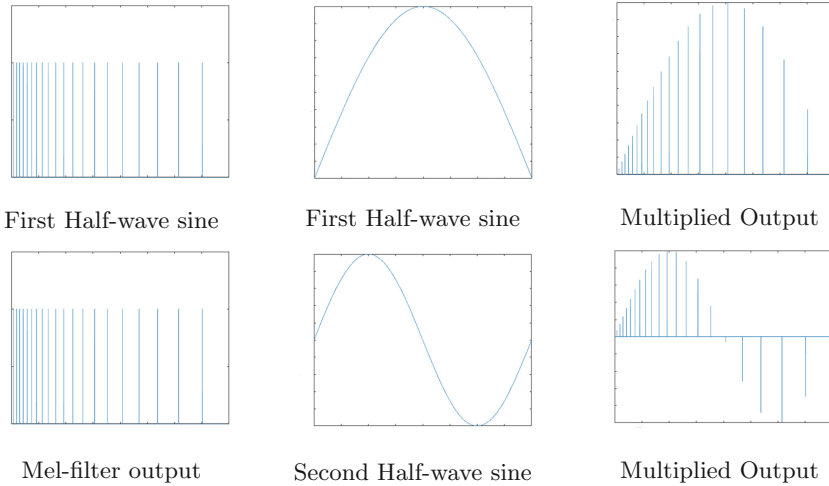 First Half-wave sine
First Half-wave sine
Multiplied Output
Mel-filter output
Second Half-wave sine
Multiplied Output